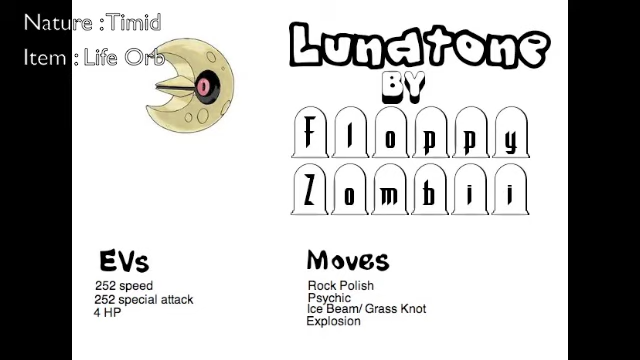 Nature :Timid
Item : Life Orb
Lunatone
BY
Floppy
Zombii
EVs
252 speed
252 special attack
4 HP
Moves
Rock Polish
Psychic
Ice Beam/ Grass Knot
Explosion